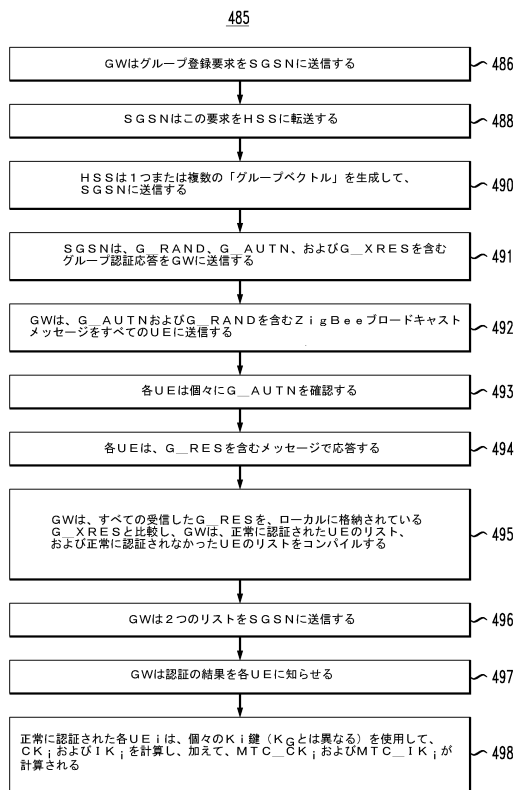 485
GWはグループ登録要求をSGSNに送信する
486
SGSNはこの要求をHSSに転送する
488
HSSは1つまたは複数の「グループベクトル」を生成して、
SGSNに送信する
490
SGSNは、G_RAND、G_AUTN、およびG_XRESを含む
グループ認証応答をGWに送信する
491
GWは、G_AUTNおよびG_RANDを含むZigBeeブロードキャスト
メッセージをすべてのUEに送信する
492
各UEは個々にG_AUTNを確認する
493
各UEは、G_RESを含むメッセージで応答する
494
GWは、すべての受信したG_RESを、ローカルに格納されている
G_XRESと比較し、GWは、正常に認証されたUEのリスト、
および正常に認証されなかったUEのリストをコンパイルする
495
GWは2つのリストをSGSNに送信する
496
GWは認証の結果を各UEに知らせる
497
正常に認証された各UEiは、個々のKi鍵(KGとは異なる)を使用して、
CKiおよびIKiを計算し、加えて、MTC_CKiおよびMTC_IKiが
計算される
498